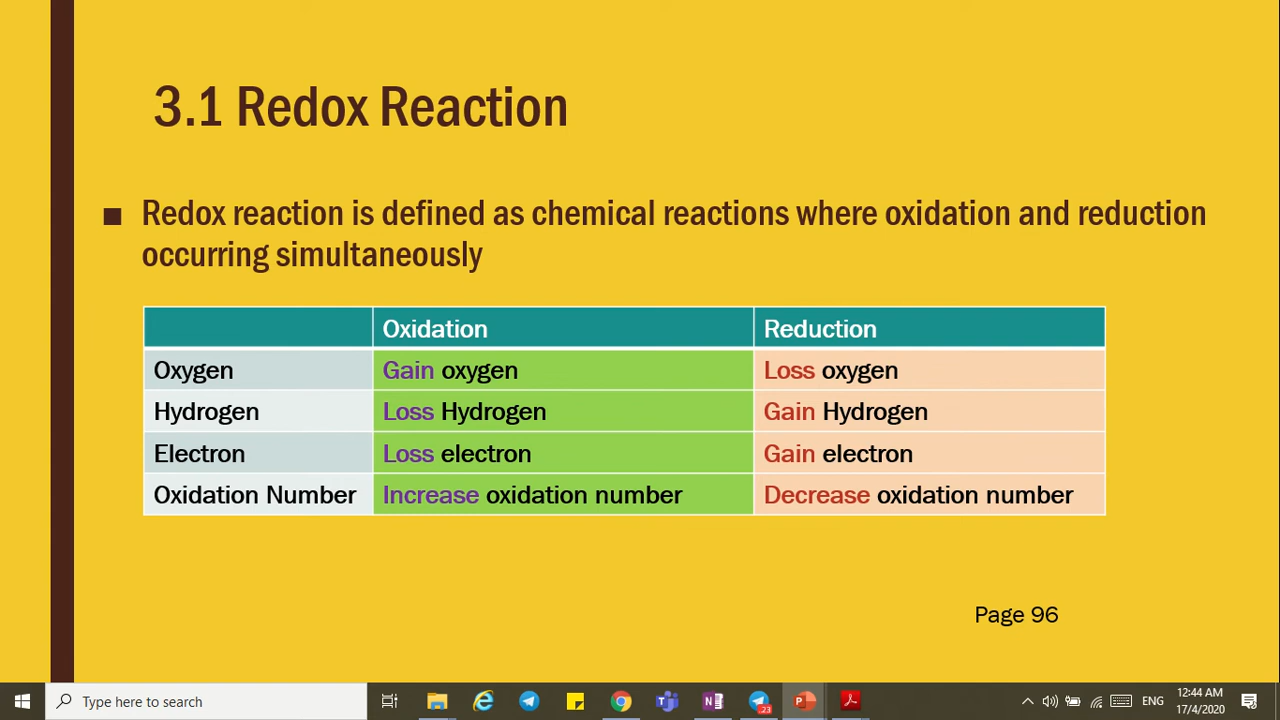 3.1 Redox Reaction
Redox reaction is defined as chemical reactions where oxidation and reduction
occurring simultaneously
Oxidation Reduction
Oxygen Gain oxygen Loss oxygen
Hydrogen Loss Hydrogen Gain Hydrogen
Electron Loss electron Gain electron
Oxidation Number Increase oxidation number Decrease oxidation number
Page 96
Type here to search
23
ENG
12:44 AM
17/4/2020